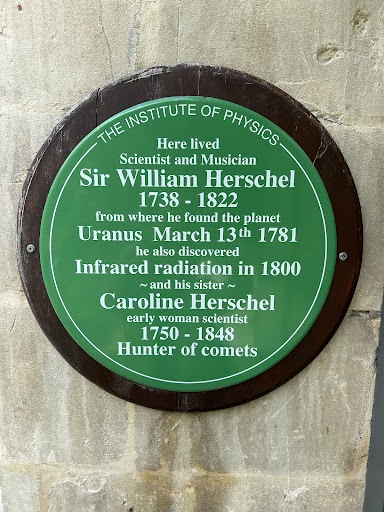 THE INSTITUTE OF PHYSICS
Here lived
Scientist and Musician
Sir William Herschel
1738 - 1822
from where he found the planet
Uranus March 13th 1781
he also discovered
Infrared radiation in 1800
~ and his sister ~
Caroline Herschel
early woman scientist
1750 - 1848
Hunter of comets